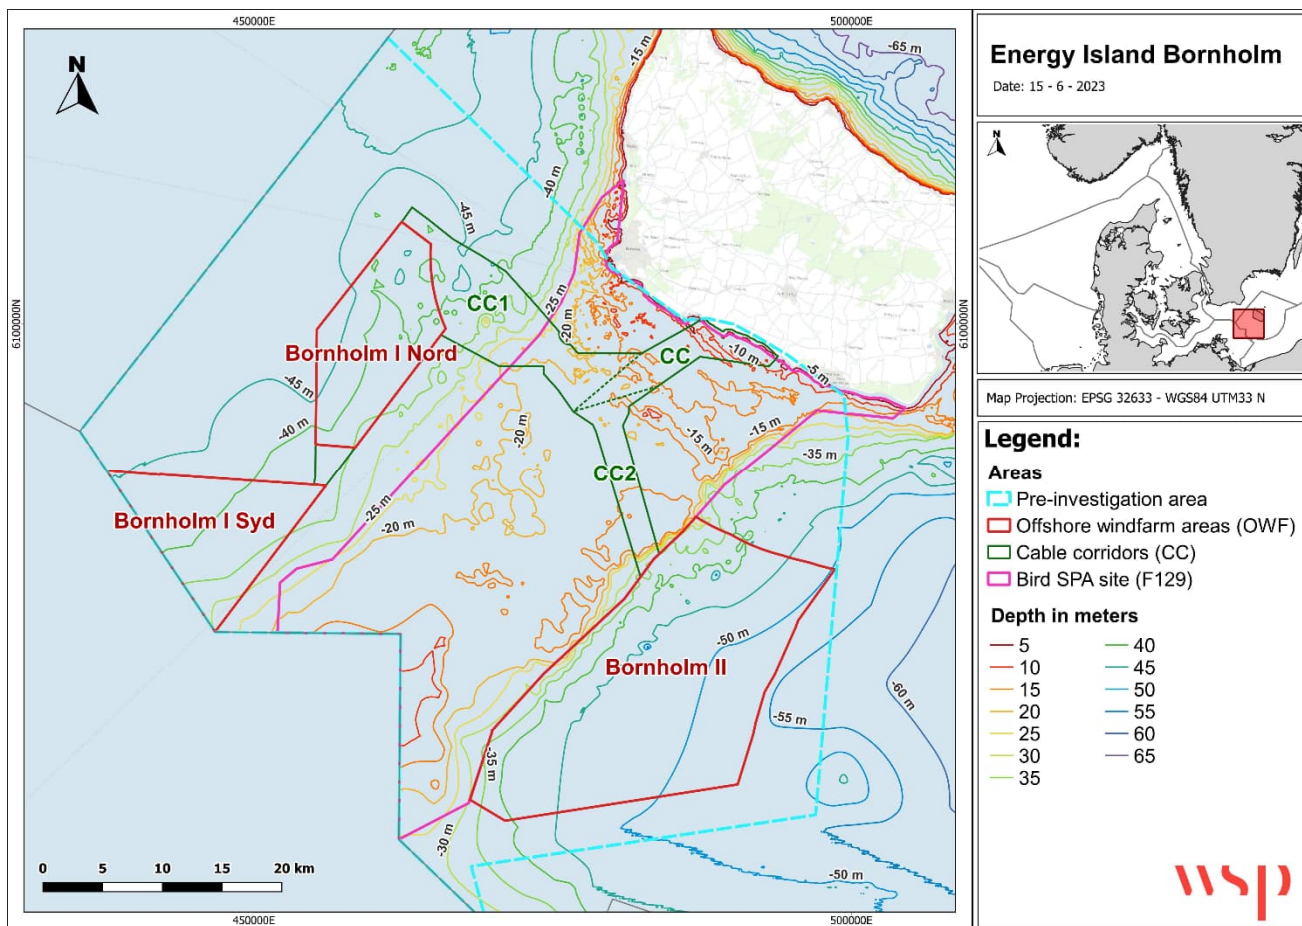 450000E
500000E
6100000N
6100000N
450000E
500000E
N
-15 m
-65 m
-40 m
-45 m
-25 m
-20 m
CC1
Bornholm I Nord
CC
-10 m
-5 m
-45 m
-40 m
-20 m
-15 m
-15 m
-35 m
CC2
Bornholm I Syd
-25 m
-20 m
-50 m
Bornholm II
-60 m
-55 m
-35 m
-30 m
-50 m
0 5 10 15 20 km
Energy Island Bornholm
Date: 15 - 6 - 2023
N
Map Projection: EPSG 32633 - WGS84 UTM33 N
Legend:
Areas
Pre-investigation area
Offshore windfarm areas (OWF)
Cable corridors (CC)
Bird SPA site (F129)
Depth in meters
5
10
15
20
25
30
35
40
45
50
55
60
65
wsp